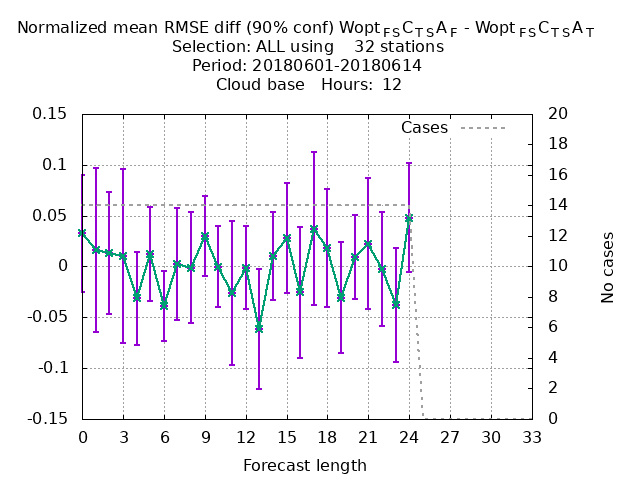 Normalized mean RMSE diff (90% conf) Wopt FS C TS A F - Wopt FS C TS A T
Selection: ALL using 32 stations
Period: 20180601-20180614
Cloud base Hours: 12
Cases
0.15
0.1
0.05
0
-0.05
-0.1
-0.15
20
18
16
14
12
10
8
6
4
2
0
No cases
0 3 6 9 12 15 18 21 24 27 30 33
Forecast length